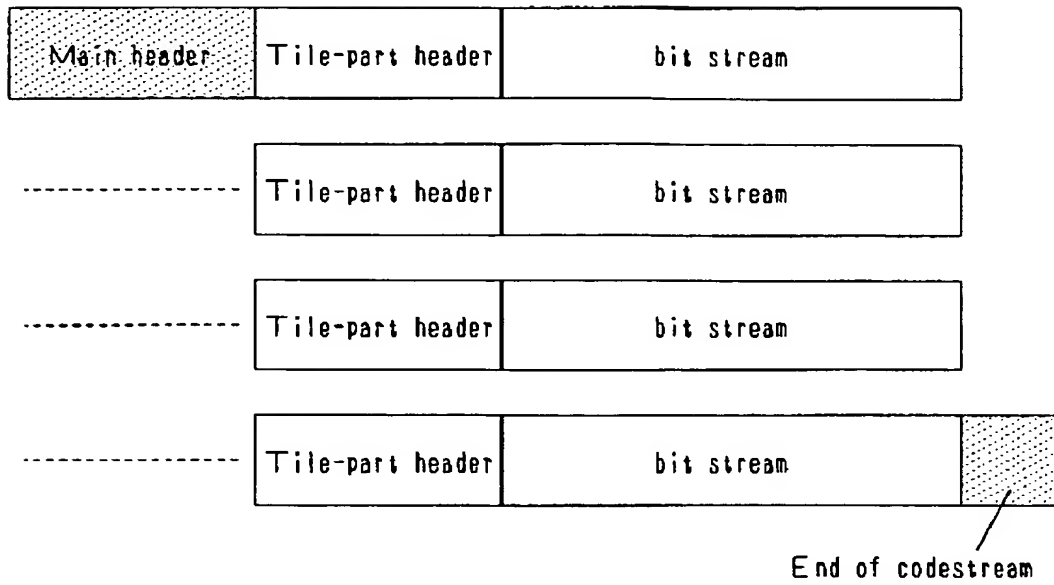 Main header Tile-part header bit stream
Tile-part header bit stream
Tile-part header bit stream
Tile-part header bit stream
End of codestream